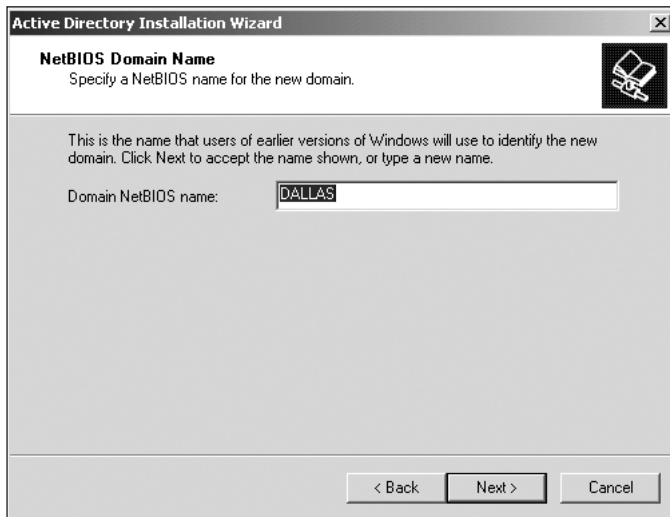 Active Directory Installation Wizard
NetBIOS Domain Name
Specify a NetBIOS name for the new domain.
This is the name that users of earlier versions of Windows will use to identify the new
domain. Click Next to accept the name shown, or type a new name.
Domain NetBIOS name: DALLAS
< Back Next > Cancel